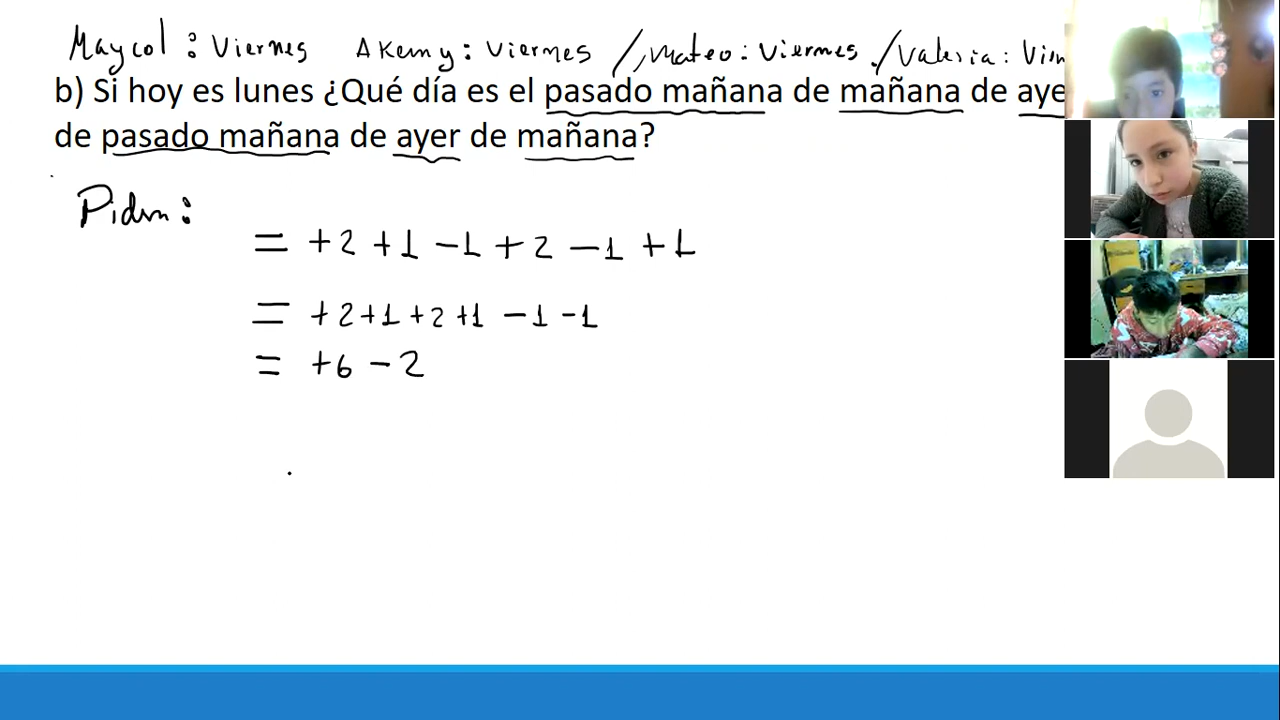 Maycol : Viernes Akemy : Viernes / Mateo : Viernes. / Valeria :
b) Si hoy es lunes ¿Qué día es el pasado mañana de mañana de aye
de pasado mañana de ayer de mañana?
Piden :
= +2 +1 -1 +2 -1 +1
= +2+1+2+1 -1-1
= +6 -2